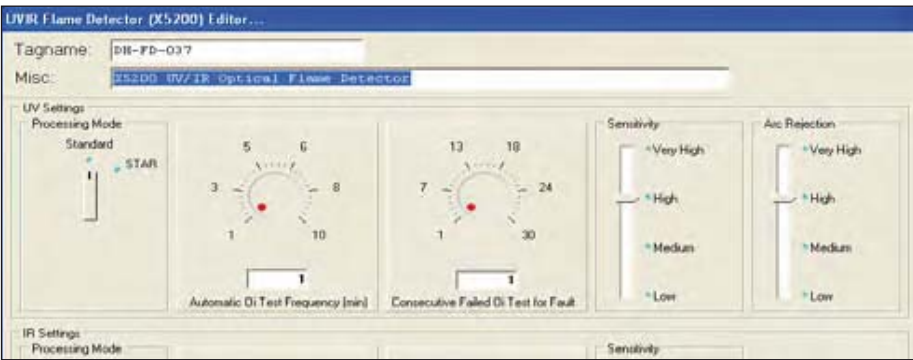 UVIR Flame Detector (X5200) Editor...
Tagname: DH-FD-037
Misc: X5200 UV/IR Optical Flame Detector
UV Settings
Processing Mode
Standard
STAR
5 6
3 8
1 10
1
Automatic Oi Test Frequency (min)
13 18
7 24
1 30
1
Consecutive Failed Oi Test for Fault
Sensitivity
Very High
High
Medium
Low
Arc Rejection
Very High
High
Medium
Low
IR Settings
Processing Mode
Sensitivity